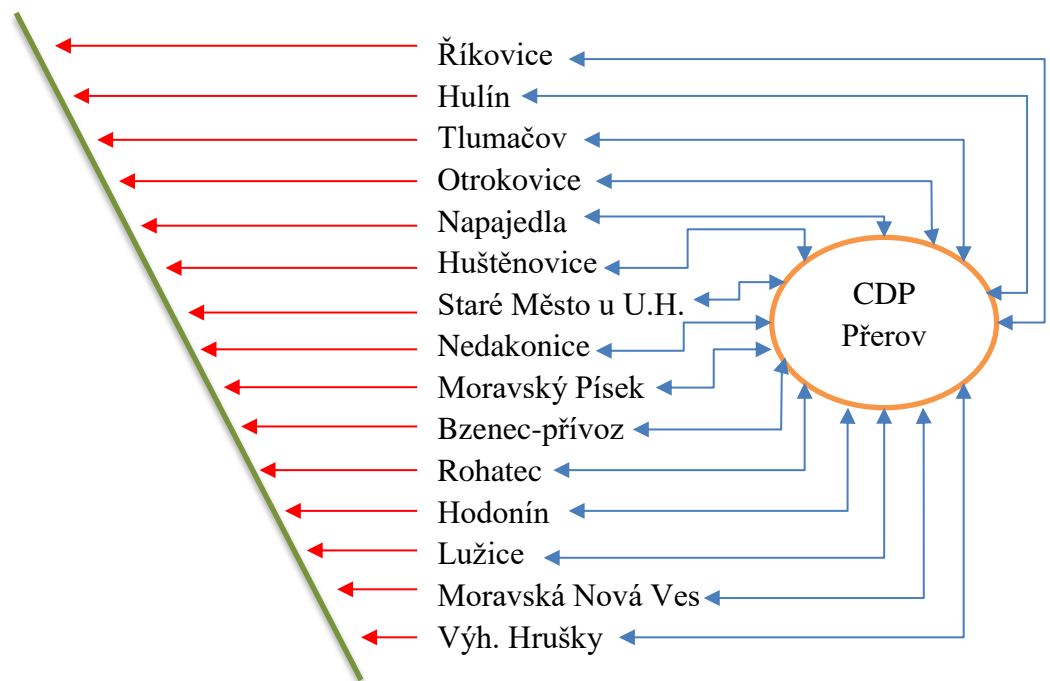 Říkovice
Hulín
Tlumačov
Otrokovice
Napajedla
Huštěnovice
Staré Město u U.H.
Nedakonice
Moravský Písek
Bzenec-přívoz
Rohatec
Hodonín
Lužice
Moravská Nová Ves
Výh. Hrušky
CDP
Přerov